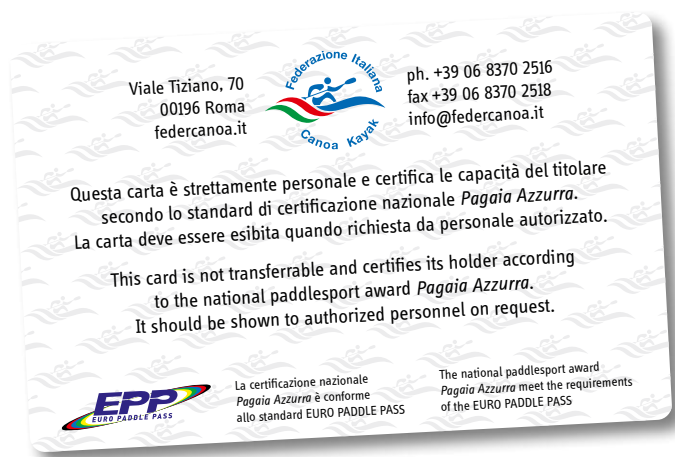 Viale Tiziano, 70
00196 Roma
federcanoa.it
Federazione Italiana
Canoa Kayak
ph. +39 06 8370 2516
fax +39 06 8370 2518
info@federcanoa.it
Questa carta è strettamente personale e certifica le capacità del titolare
secondo lo standard di certificazione nazionale Pagaia Azzurra.
La carta deve essere esibita quando richiesta da personale autorizzato.
This card is not transferrable and certifies its holder according
to the national paddlesport award Pagaia Azzurra.
It should be shown to authorized personnel on request.
EPP
EURO PADDLE PASS
La certificazione nazionale
Pagaia Azzurra è conforme
allo standard EURO PADDLE PASS
The national paddlesport award
Pagaia Azzurra meet the requirements
of the EURO PADDLE PASS